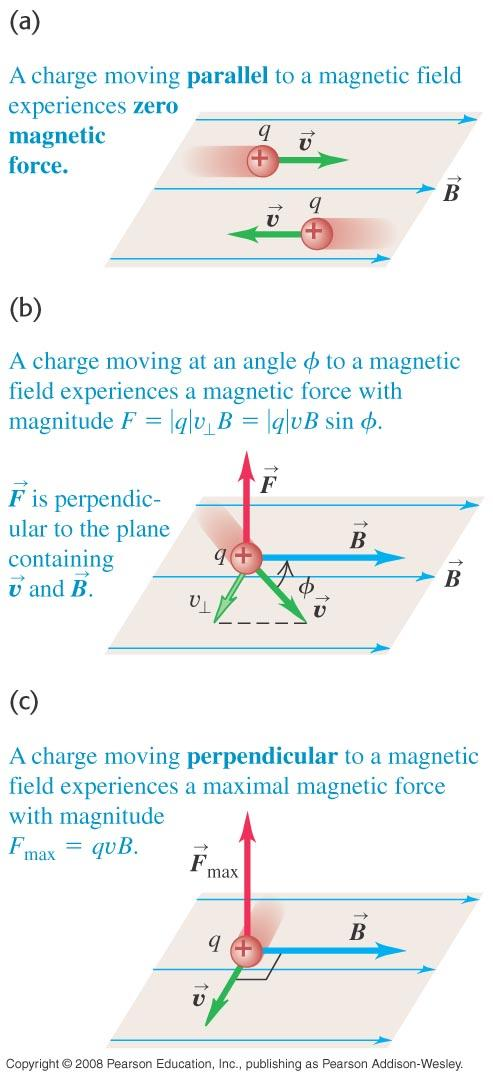 (a)
A charge moving parallel to a magnetic field
experiences zero
magnetic
force.
q
v⃗
B⃗
q
v⃗
(b)
A charge moving at an angle ϕ to a magnetic
field experiences a magnetic force with
magnitude F = |q|v⊥B = |q|vB sin ϕ.
F⃗
F⃗ is perpendic-
ular to the plane
containing
v⃗ and B⃗.
B⃗
q
B⃗
ϕ
v⊥
v⃗
(c)
A charge moving perpendicular to a magnetic
field experiences a maximal magnetic force
with magnitude
Fmax = qvB.
F⃗max
B⃗
q
v⃗
Copyright © 2008 Pearson Education, Inc., publishing as Pearson Addison-Wesley.